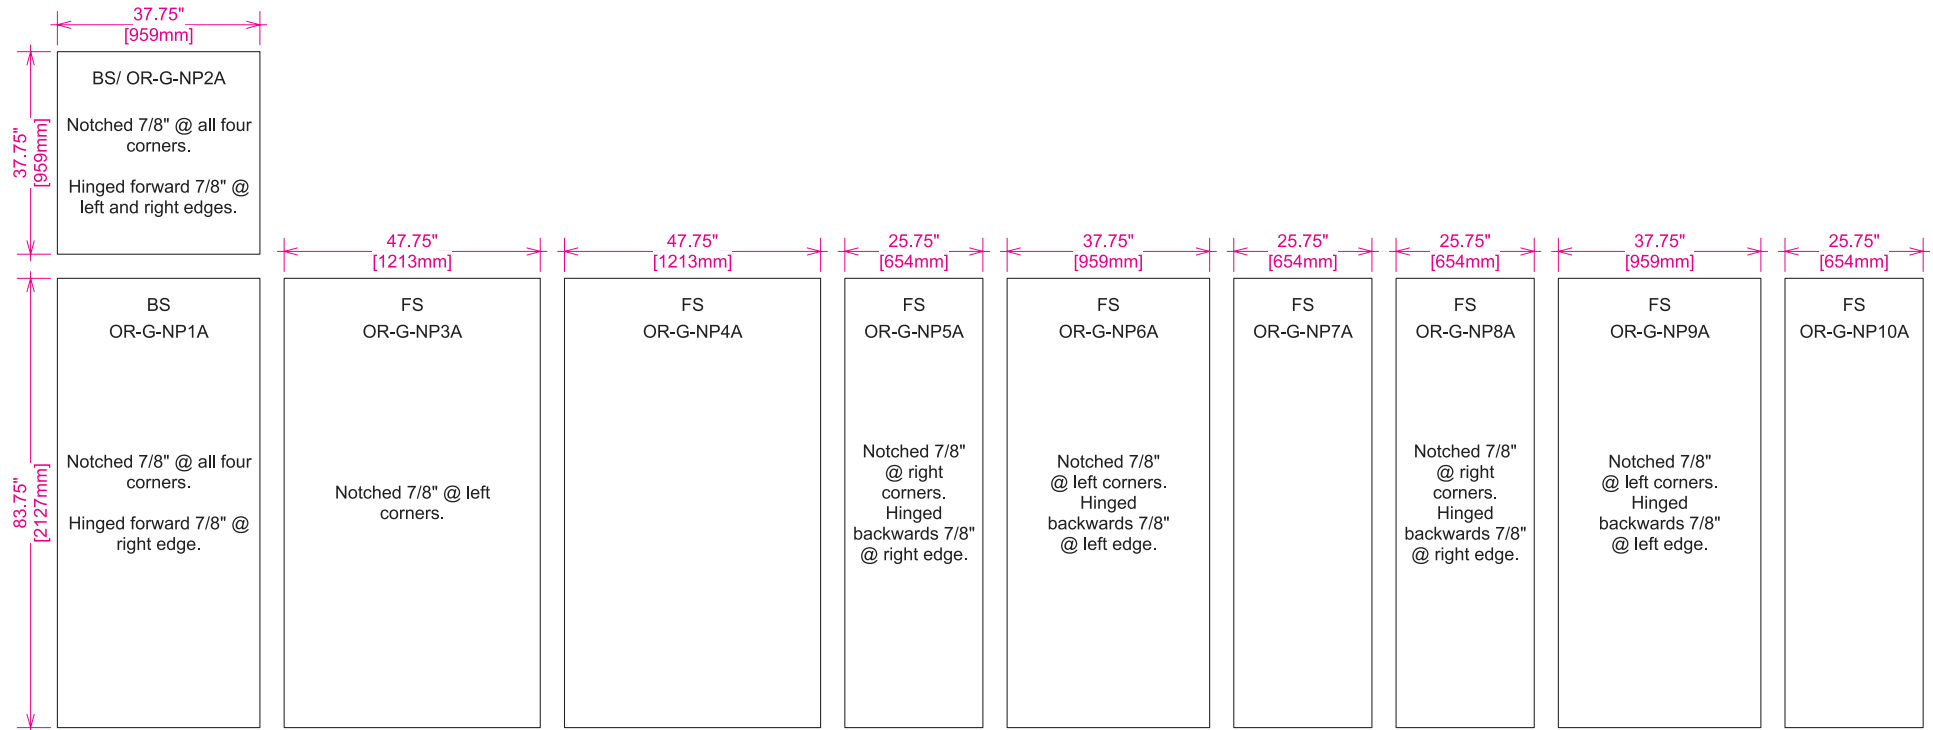 37.75"
[959mm]
37.75"
[959mm]
BS/ OR-G-NP2A
Notched 7/8" @ all four
corners.
Hinged forward 7/8" @
left and right edges.
47.75"
[1213mm]
47.75"
[1213mm]
25.75"
[654mm]
37.75"
[959mm]
25.75"
[654mm]
25.75"
[654mm]
37.75"
[959mm]
25.75"
[654mm]
83.75"
[2127mm]
BS
OR-G-NP1A
Notched 7/8" @ all four
corners.
Hinged forward 7/8" @
right edge.
FS
OR-G-NP3A
Notched 7/8" @ left
corners.
FS
OR-G-NP4A
FS
OR-G-NP5A
Notched 7/8"
@ right
corners.
Hinged
backwards 7/8"
@ right edge.
FS
OR-G-NP6A
Notched 7/8"
@ left corners.
Hinged
backwards 7/8"
@ left edge.
FS
OR-G-NP7A
FS
OR-G-NP8A
Notched 7/8"
@ right
corners.
Hinged
backwards 7/8"
@ right edge.
FS
OR-G-NP9A
Notched 7/8"
@ left corners.
Hinged
backwards 7/8"
@ left edge.
FS
OR-G-NP10A